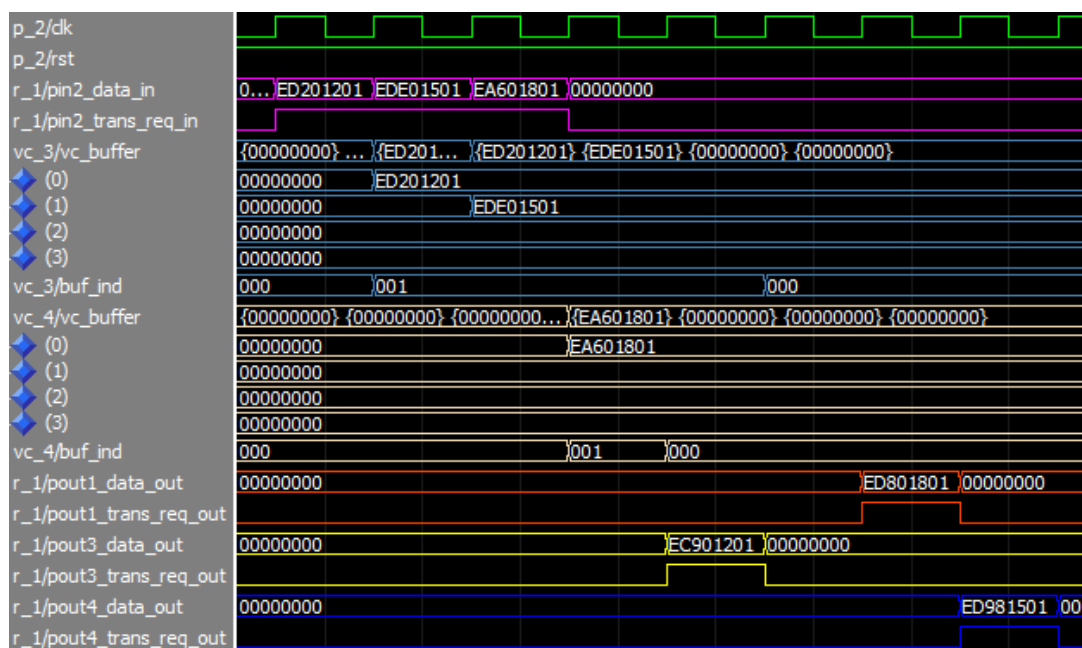 p_2/clk
p_2/rst
r_1/pin2_data_in 0... ED201201 EDE01501 EA601801 00000000
r_1/pin2_trans_req_in
vc_3/vc_buffer {00000000} ... {ED201... {ED201201} {EDE01501} {00000000} {00000000}
(0) 00000000 ED201201
(1) 00000000 EDE01501
(2) 00000000
(3) 00000000
vc_3/buf_ind 000 001 000
vc_4/vc_buffer {00000000} {00000000} {00000000... {EA601801} {00000000} {00000000} {00000000}
(0) 00000000 EA601801
(1) 00000000
(2) 00000000
(3) 00000000
vc_4/buf_ind 000 001 000
r_1/pout1_data_out 00000000 ED801801 00000000
r_1/pout1_trans_req_out
r_1/pout3_data_out 00000000 EC901201 00000000
r_1/pout3_trans_req_out
r_1/pout4_data_out 00000000 ED981501 00
r_1/pout4_trans_req_out